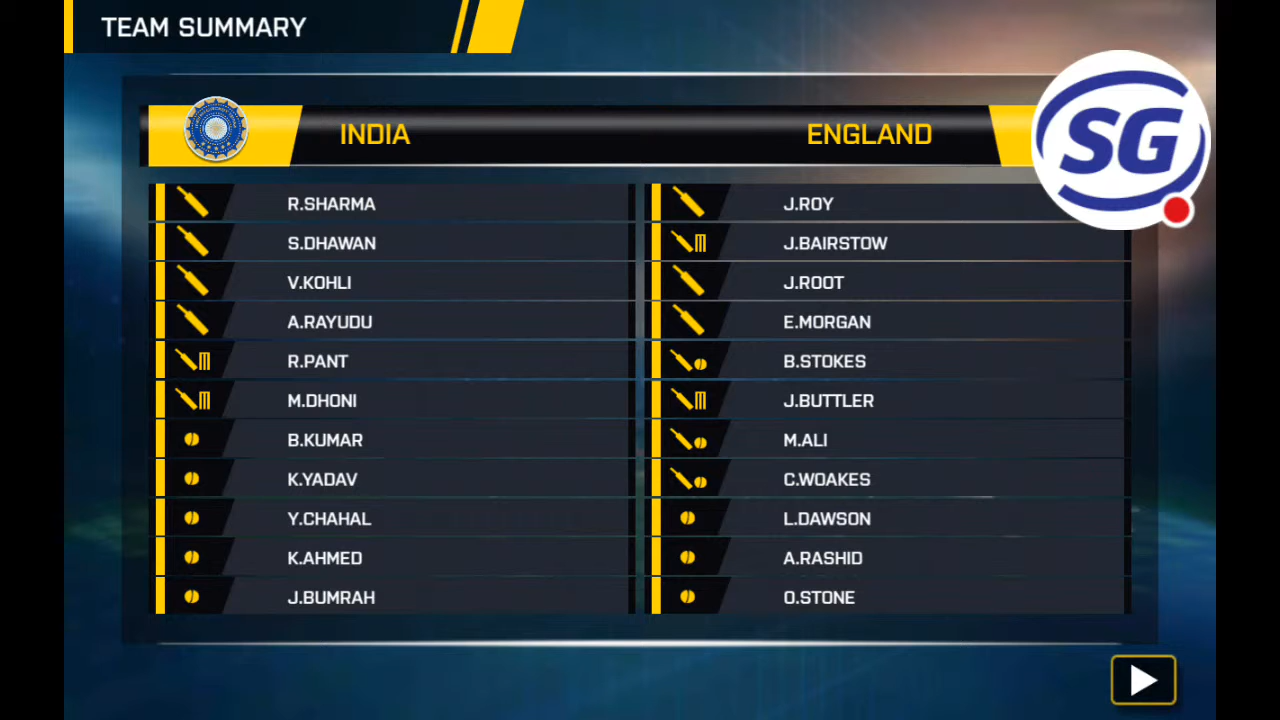 TEAM SUMMARY
INDIA ENGLAND
SG
R.SHARMA J.ROY
S.DHAWAN J.BAIRSTOW
V.KOHLI J.ROOT
A.RAYUDU E.MORGAN
R.PANT B.STOKES
M.DHONI J.BUTTLER
B.KUMAR M.ALI
K.YADAV C.WOAKES
Y.CHAHAL L.DAWSON
K.AHMED A.RASHID
J.BUMRAH O.STONE